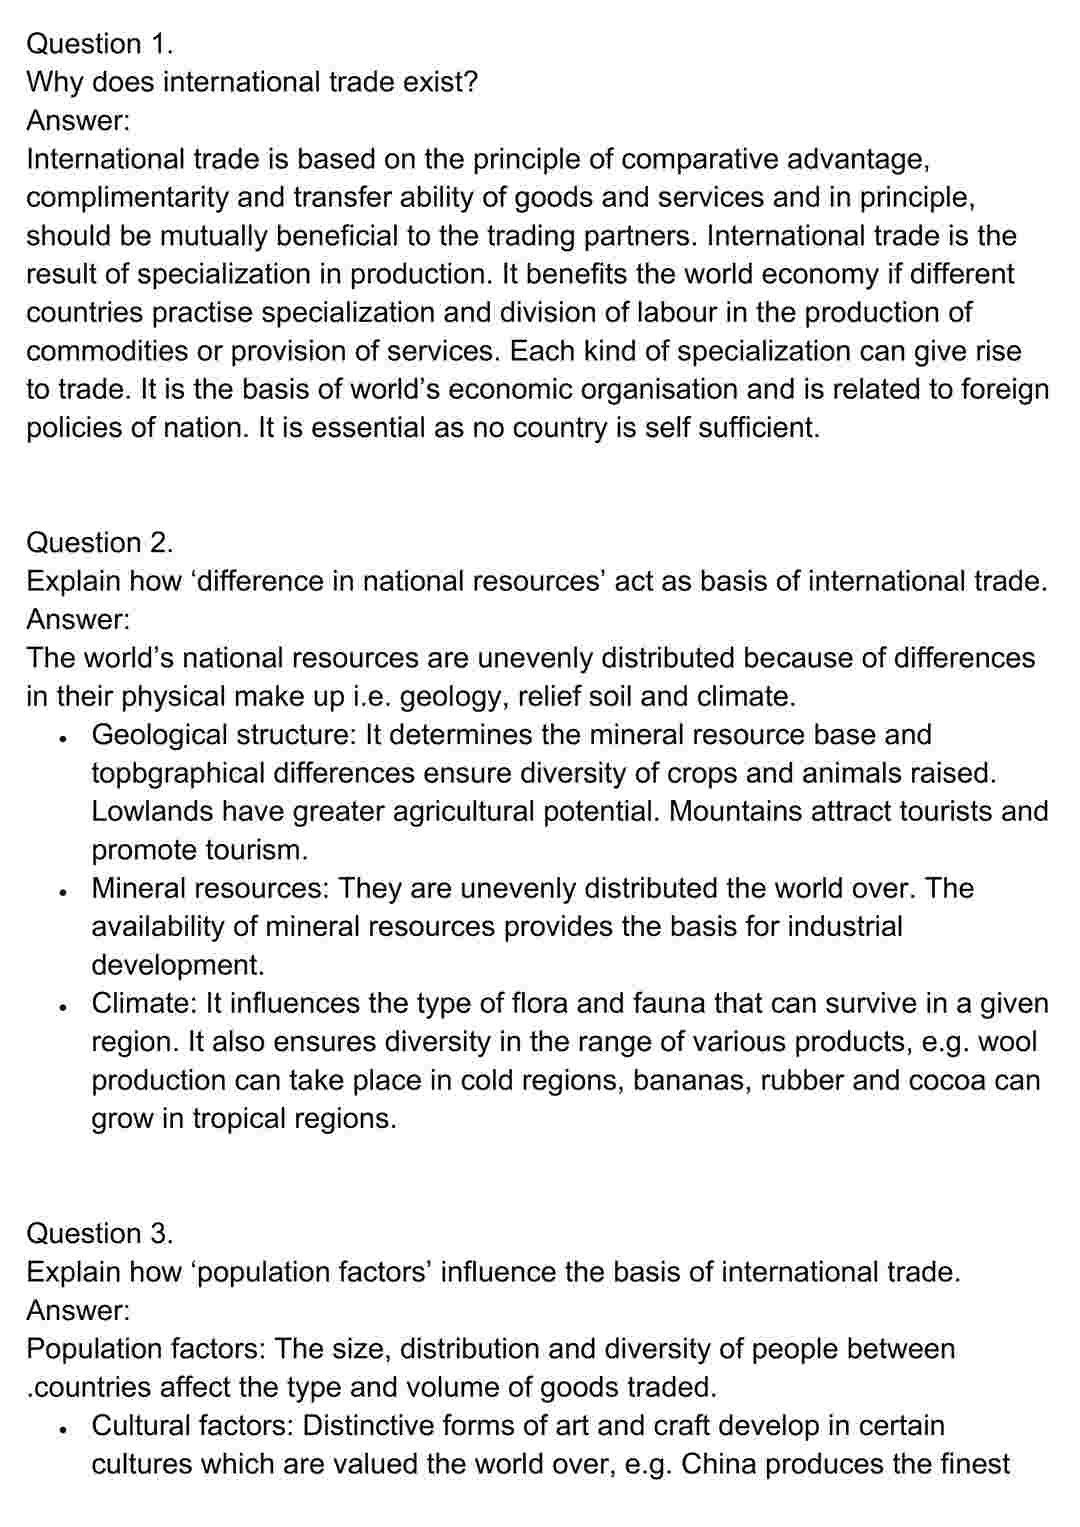 Question 1.
Why does international trade exist?
Answer:
International trade is based on the principle of comparative advantage,
complimentarity and transfer ability of goods and services and in principle,
should be mutually beneficial to the trading partners. International trade is the
result of specialization in production. It benefits the world economy if different
countries practise specialization and division of labour in the production of
commodities or provision of services. Each kind of specialization can give rise
to trade. It is the basis of world’s economic organisation and is related to foreign
policies of nation. It is essential as no country is self sufficient.
Question 2.
Explain how ‘difference in national resources’ act as basis of international trade.
Answer:
The world’s national resources are unevenly distributed because of differences
in their physical make up i.e. geology, relief soil and climate.
• Geological structure: It determines the mineral resource base and
topbgraphical differences ensure diversity of crops and animals raised.
Lowlands have greater agricultural potential. Mountains attract tourists and
promote tourism.
• Mineral resources: They are unevenly distributed the world over. The
availability of mineral resources provides the basis for industrial
development.
• Climate: It influences the type of flora and fauna that can survive in a given
region. It also ensures diversity in the range of various products, e.g. wool
production can take place in cold regions, bananas, rubber and cocoa can
grow in tropical regions.
Question 3.
Explain how ‘population factors’ influence the basis of international trade.
Answer:
Population factors: The size, distribution and diversity of people between
.countries affect the type and volume of goods traded.
• Cultural factors: Distinctive forms of art and craft develop in certain
cultures which are valued the world over, e.g. China produces the finest